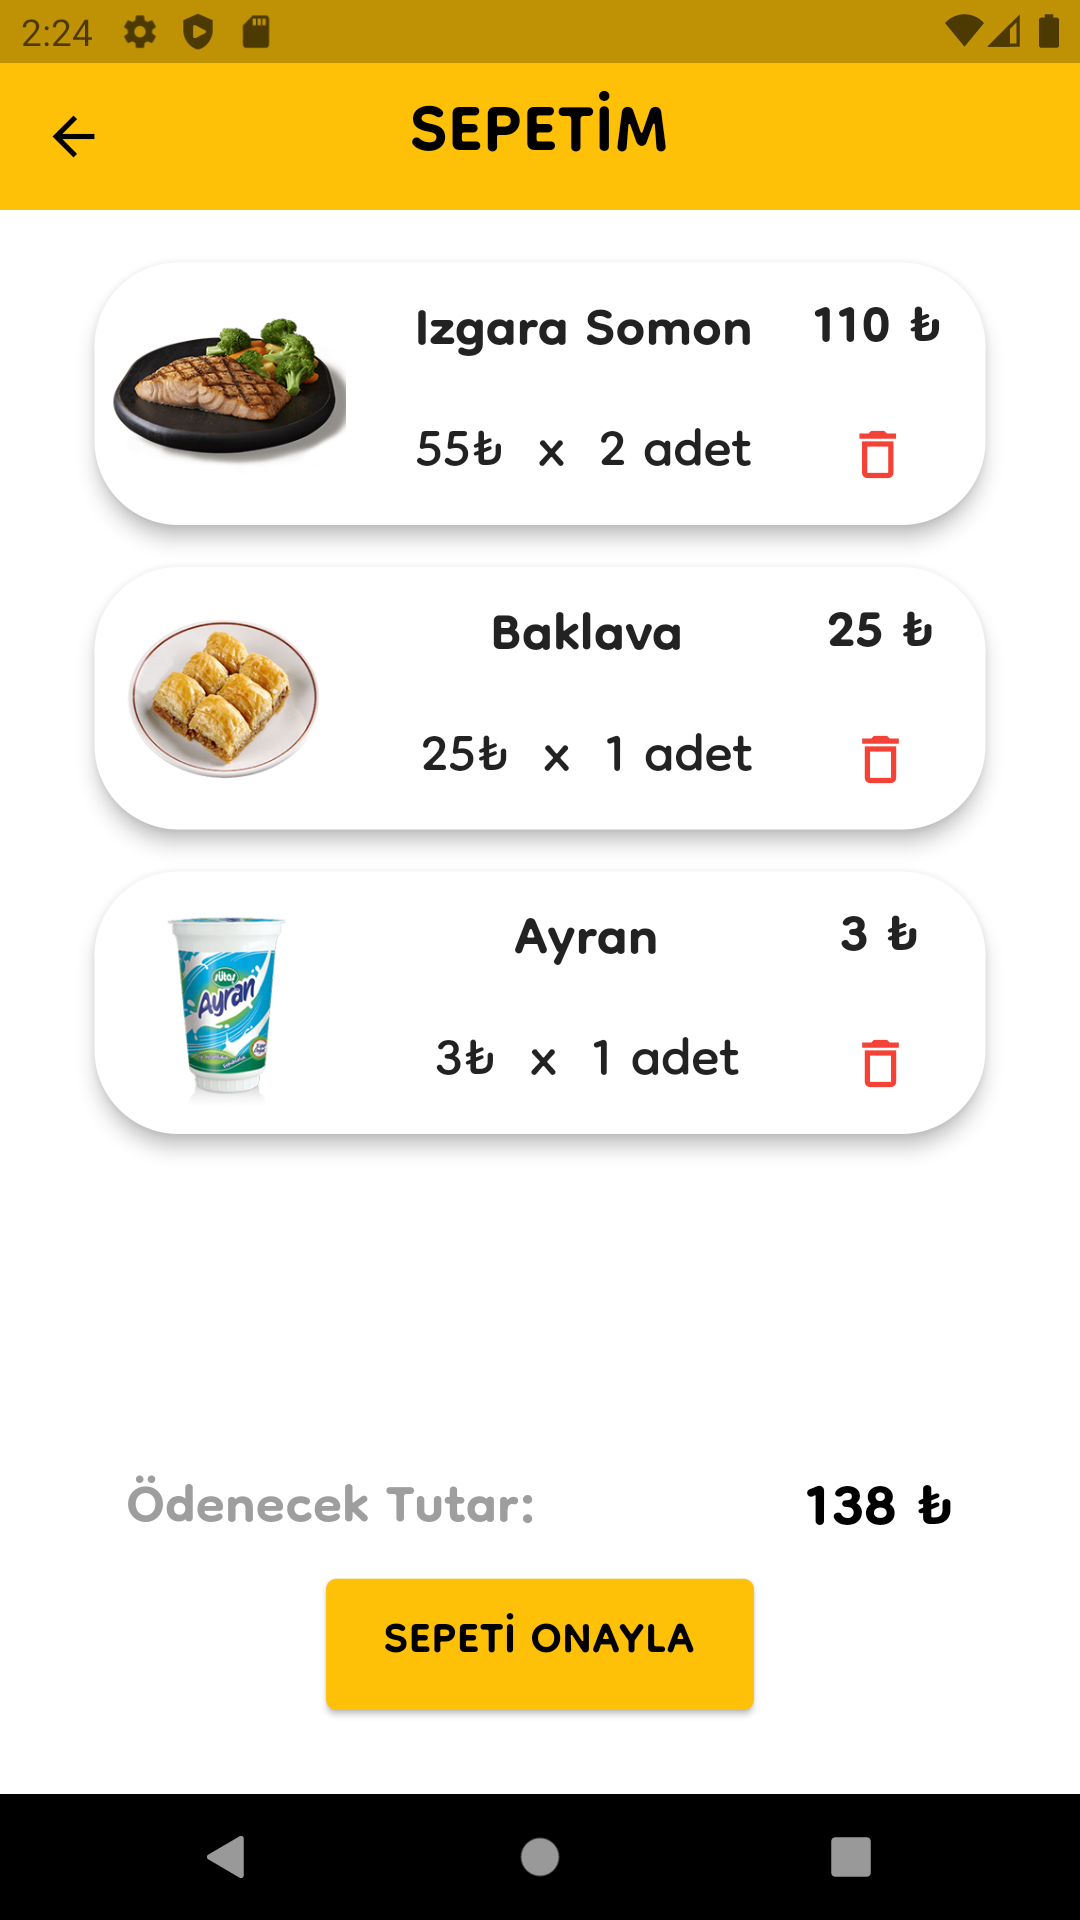 2:24
SEPETİM
Izgara Somon 110 ₺
55₺ x 2 adet
Baklava 25 ₺
25₺ x 1 adet
Ayran 3 ₺
sütaş
Ayran
3₺ x 1 adet
Ödenecek Tutar: 138 ₺
SEPETİ ONAYLA